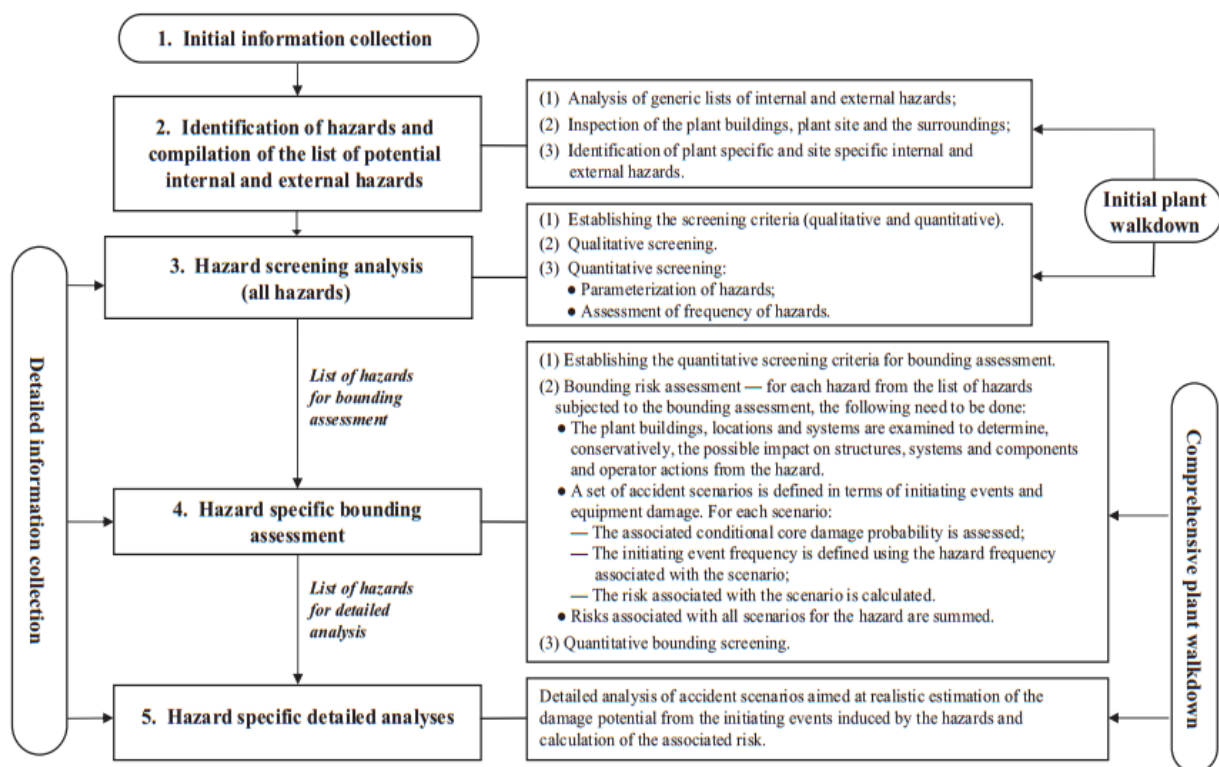 1. Initial information collection
2. Identification of hazards and
compilation of the list of potential
internal and external hazards
(1) Analysis of generic lists of internal and external hazards;
(2) Inspection of the plant buildings, plant site and the surroundings;
(3) Identification of plant specific and site specific internal and
external hazards.
Initial plant
walkdown
3. Hazard screening analysis
(all hazards)
(1) Establishing the screening criteria (qualitative and quantitative).
(2) Qualitative screening.
(3) Quantitative screening:
● Parameterization of hazards;
● Assessment of frequency of hazards.
Detailed information collection
List of hazards
for bounding
assessment
4. Hazard specific bounding
assessment
(1) Establishing the quantitative screening criteria for bounding assessment.
(2) Bounding risk assessment — for each hazard from the list of hazards
subjected to the bounding assessment, the following need to be done:
● The plant buildings, locations and systems are examined to determine,
conservatively, the possible impact on structures, systems and components
and operator actions from the hazard.
● A set of accident scenarios is defined in terms of initiating events and
equipment damage. For each scenario:
— The associated conditional core damage probability is assessed;
— The initiating event frequency is defined using the hazard frequency
associated with the scenario;
— The risk associated with the scenario is calculated.
● Risks associated with all scenarios for the hazard are summed.
(3) Quantitative bounding screening.
Comprehensive plant walkdown
List of hazards
for detailed
analysis
5. Hazard specific detailed analyses
Detailed analysis of accident scenarios aimed at realistic estimation of the
damage potential from the initiating events induced by the hazards and
calculation of the associated risk.